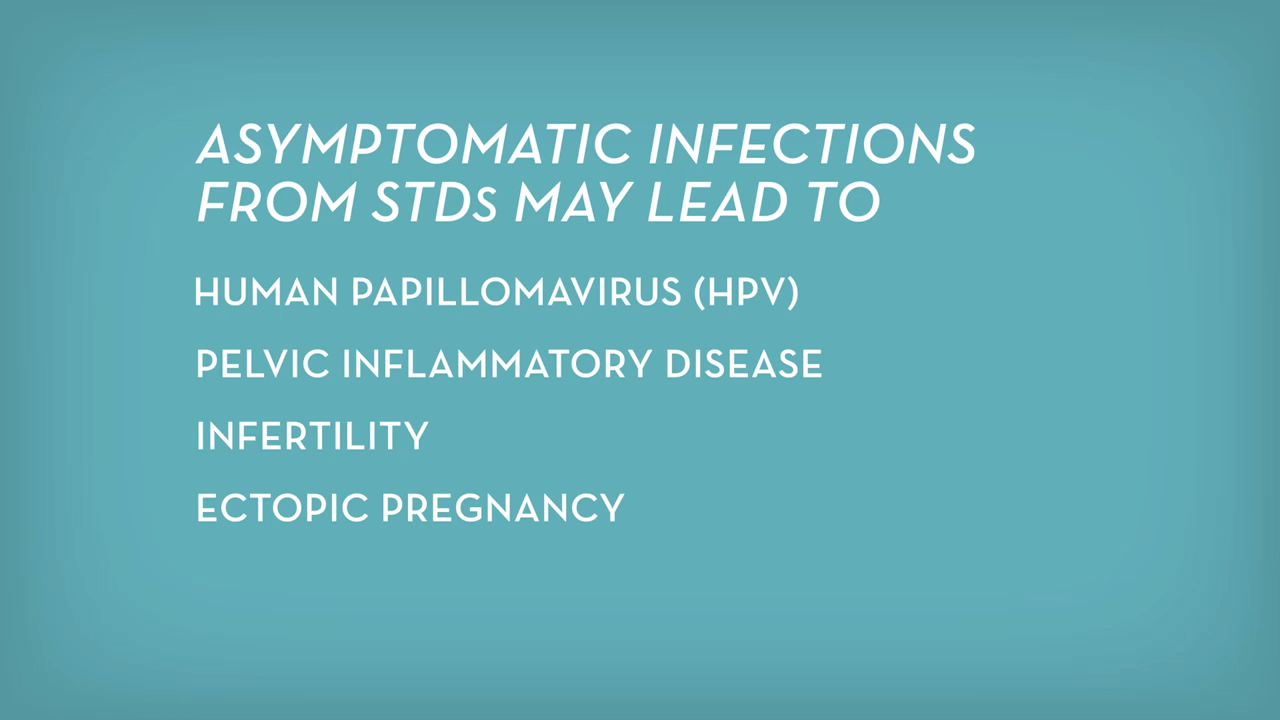 ASYMPTOMATIC INFECTIONS
FROM STDs MAY LEAD TO
HUMAN PAPILLOMAVIRUS (HPV)
PELVIC INFLAMMATORY DISEASE
INFERTILITY
ECTOPIC PREGNANCY